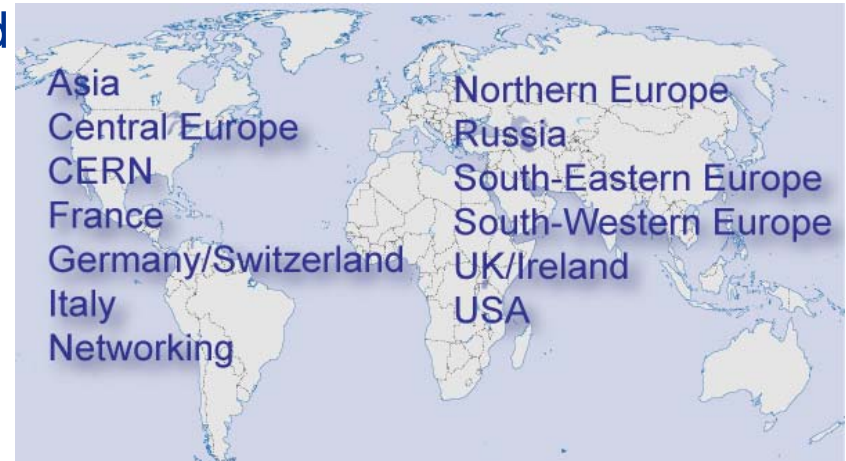 Asia
Central Europe
CERN
France
Germany/Switzerland
Italy
Networking
Northern Europe
Russia
South-Eastern Europe
South-Western Europe
UK/Ireland
USA